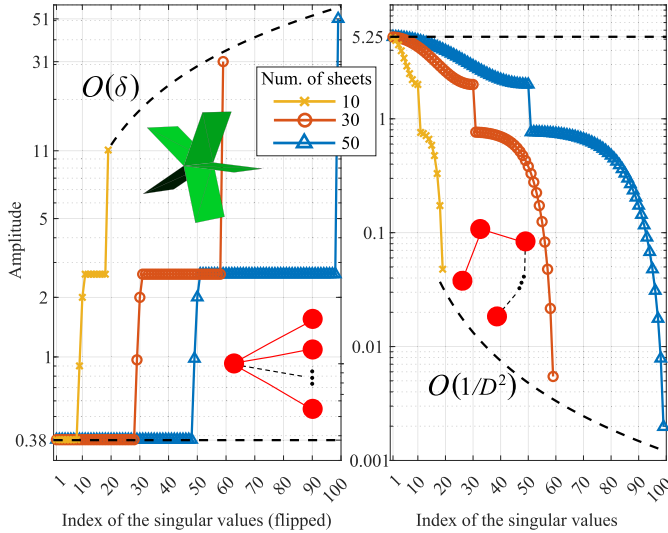 51
31
11
5
2
1
0.38
Amplitude
O(δ)
Num. of sheets
10
30
50
1 10 20 30 40 50 60 70 80 90 100
Index of the singular values (flipped)
5.25
1
0.1
0.01
0.001
O(1/D²)
1 10 20 30 40 50 60 70 80 90 100
Index of the singular values